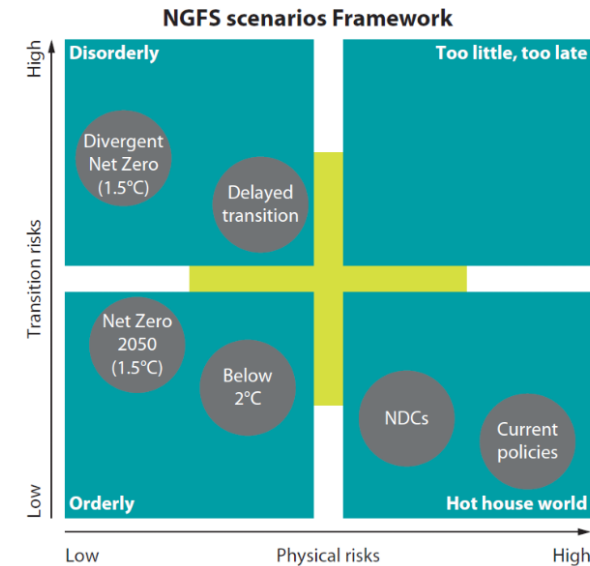 NGFS scenarios Framework
High
Transition risks
Low
Disorderly
Too little, too late
Divergent
Net Zero
(1.5°C)
Delayed
transition
Net Zero
2050
(1.5°C)
Below
2°C
NDCs
Current
policies
Orderly
Hot house world
Low
Physical risks
High